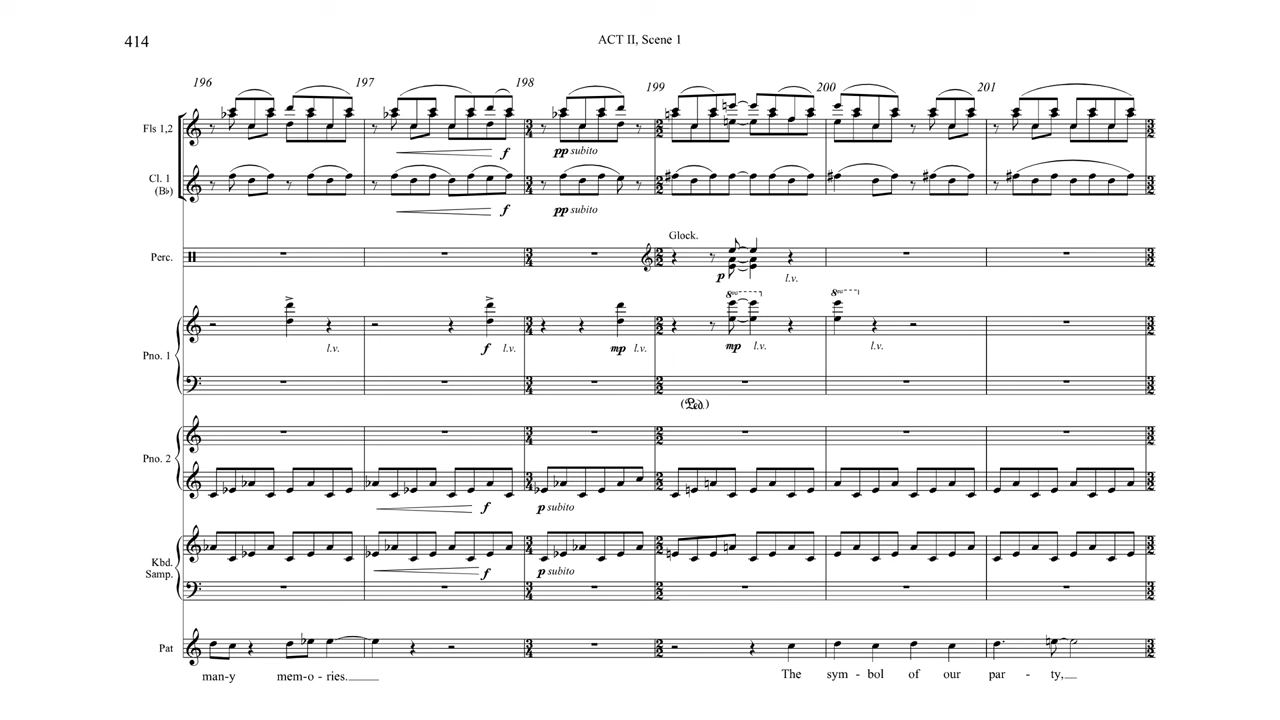 414
ACT II, Scene 1
196 197 198 199 200 201
Fls 1,2
f pp subito
Cl. 1
(B♭)
f pp subito
Glock.
Perc.
p l.v.
8va 8va
Pno. 1
l.v. f l.v. mp l.v. mp l.v. l.v.
(Ped.)
Pno. 2
f p subito
Kbd.
Samp.
f p subito
Pat
man-y mem-o-ries. The sym-bol of our par-ty,